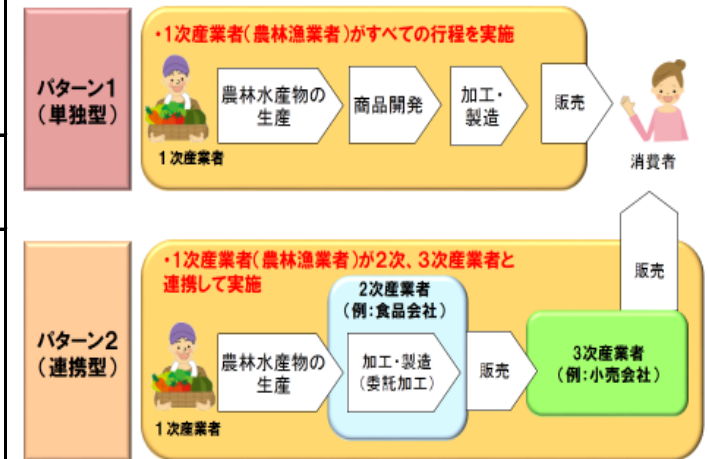 パターン1
(単独型)
・1次産業者(農林漁業者)がすべての行程を実施
1次産業者
農林水産物の
生産
商品開発
加工・
製造
販売
消費者
パターン2
(連携型)
・1次産業者(農林漁業者)が2次、3次産業者と
連携して実施
1次産業者
農林水産物の
生産
2次産業者
(例:食品会社)
加工・製造
(委託加工)
販売
3次産業者
(例:小売会社)
販売